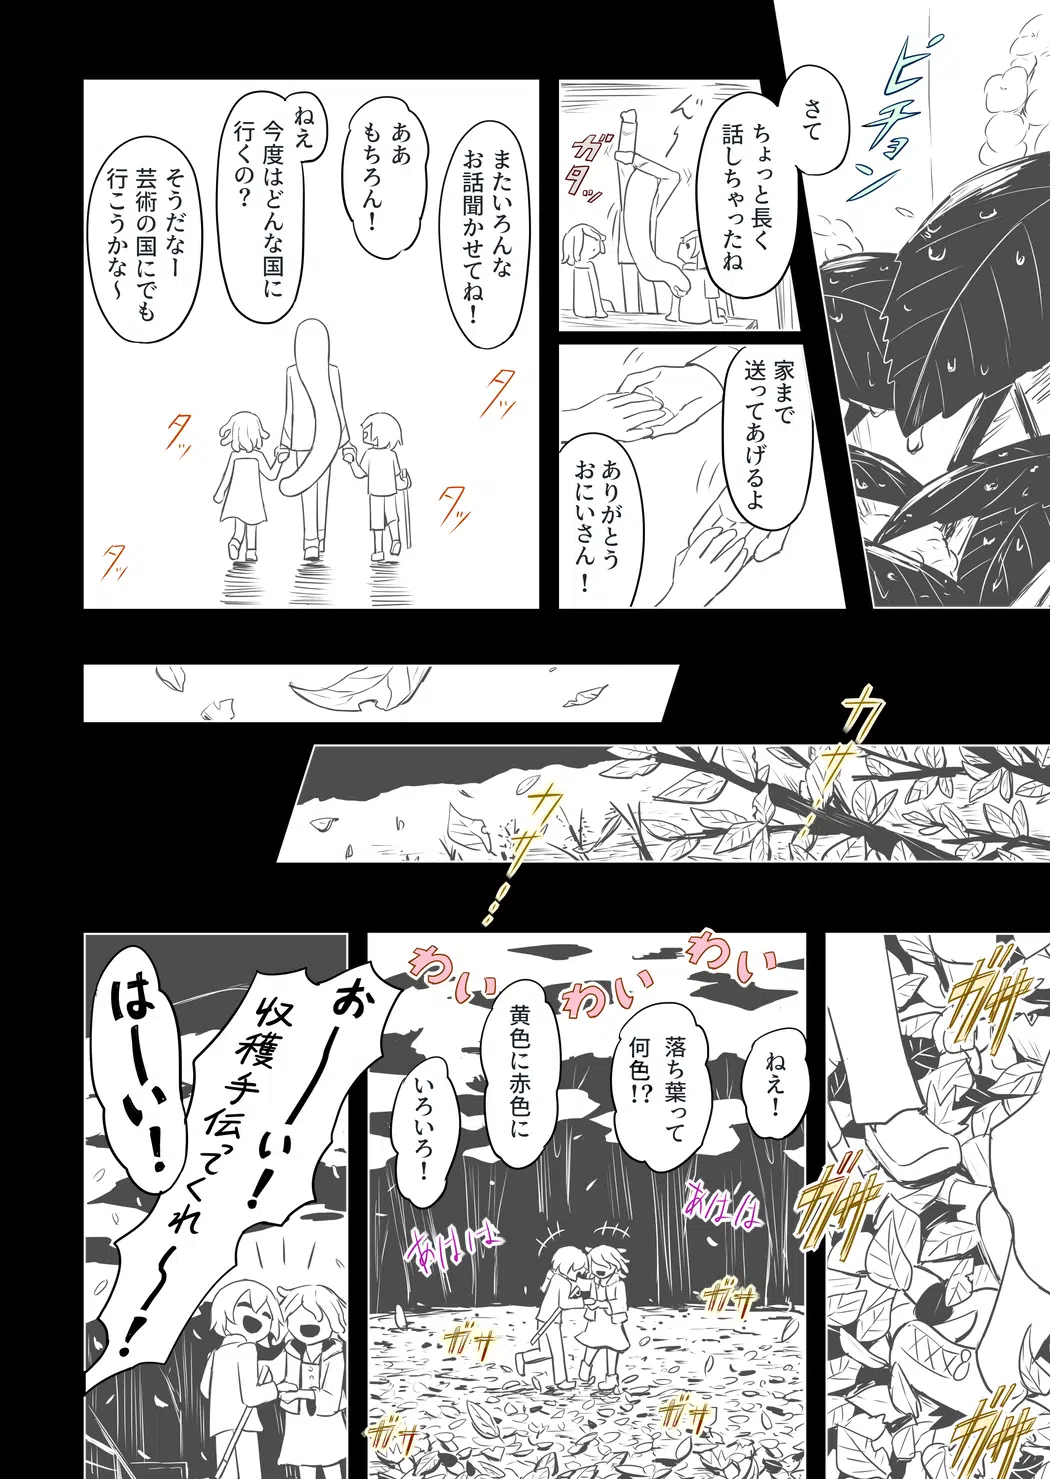 ピチョン
さて
ちょっと長く
話しちゃったね
ガタッ
家まで
送ってあげるよ
ありがとう
おにいさん！
またいろんな
お話聞かせてね！
ああ
もちろん！
ねえ
今度はどんな国に
行くの？
そうだなー
芸術の国にでも
行こうかな〜
タッ
タッ
タッ
タッ
カサ…
カサ…
ガサ
ガサ
ガサ
わい
わい
わい
ねえ！
落ち葉って
何色！？
黄色に赤色に
いろいろ！
あはは
あはは
ガサ
ガサ
ガサ
ガサ
おーーい！
収穫手伝ってくれ〜〜！
はーい！